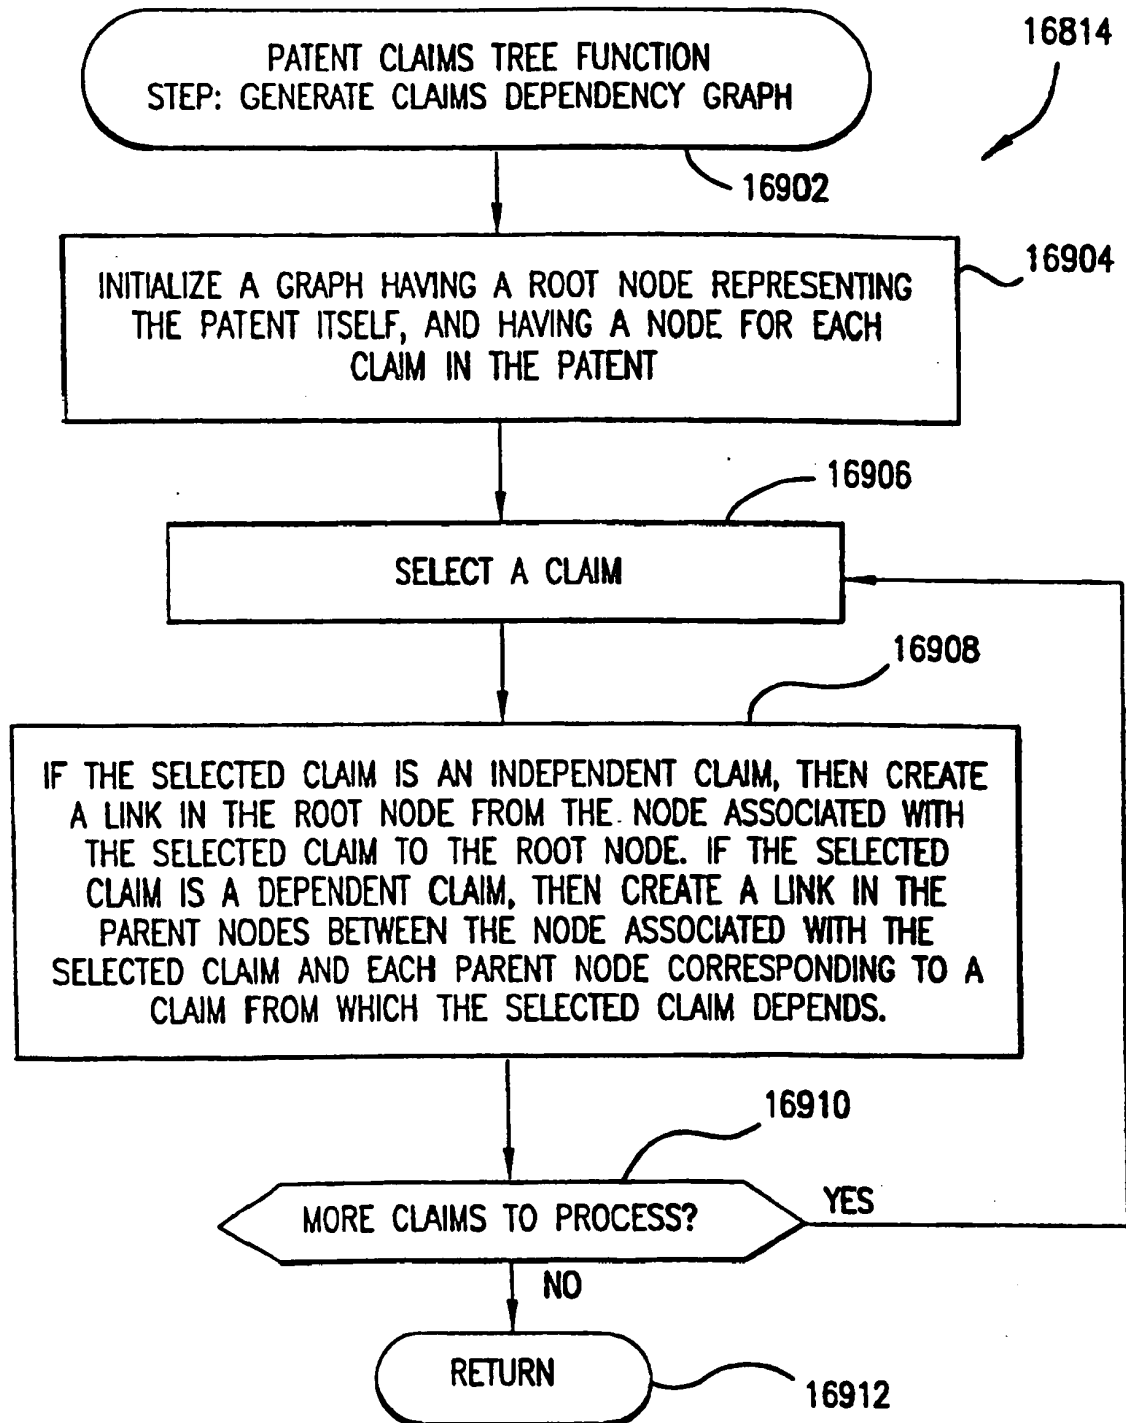 16814
PATENT CLAIMS TREE FUNCTION
STEP: GENERATE CLAIMS DEPENDENCY GRAPH
16902
16904
INITIALIZE A GRAPH HAVING A ROOT NODE REPRESENTING
THE PATENT ITSELF, AND HAVING A NODE FOR EACH
CLAIM IN THE PATENT
16906
SELECT A CLAIM
16908
IF THE SELECTED CLAIM IS AN INDEPENDENT CLAIM, THEN CREATE
A LINK IN THE ROOT NODE FROM THE NODE ASSOCIATED WITH
THE SELECTED CLAIM TO THE ROOT NODE. IF THE SELECTED
CLAIM IS A DEPENDENT CLAIM, THEN CREATE A LINK IN THE
PARENT NODES BETWEEN THE NODE ASSOCIATED WITH THE
SELECTED CLAIM AND EACH PARENT NODE CORRESPONDING TO A
CLAIM FROM WHICH THE SELECTED CLAIM DEPENDS.
16910
MORE CLAIMS TO PROCESS?
YES
NO
RETURN
16912